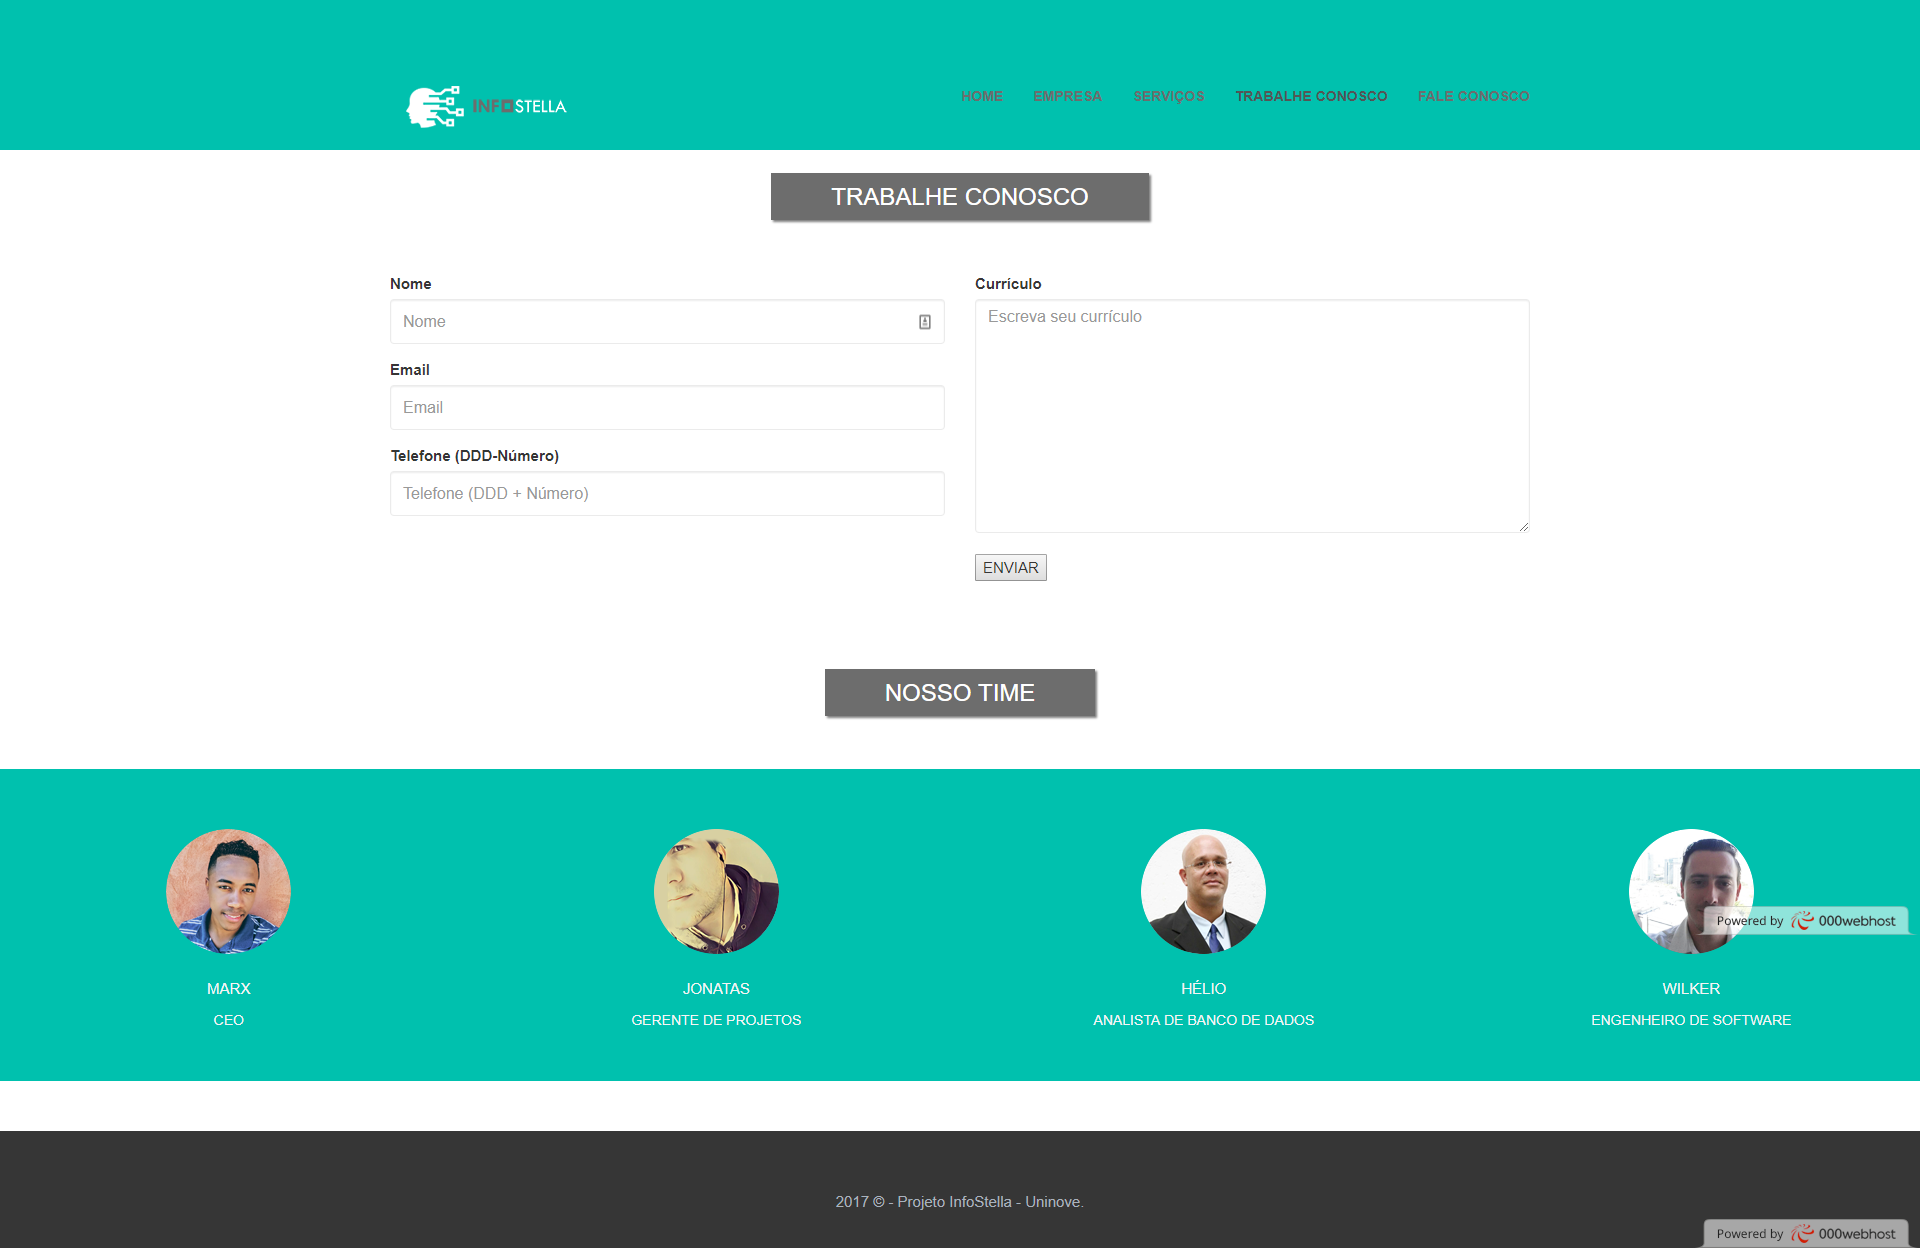 INFOSTELLA
HOME EMPRESA SERVIÇOS TRABALHE CONOSCO FALE CONOSCO
TRABALHE CONOSCO
Nome
Nome
Email
Email
Telefone (DDD-Número)
Telefone (DDD + Número)
Currículo
Escreva seu currículo
ENVIAR
NOSSO TIME
MARX
CEO
JONATAS
GERENTE DE PROJETOS
HÉLIO
ANALISTA DE BANCO DE DADOS
Powered by 000webhost
WILKER
ENGENHEIRO DE SOFTWARE
2017 © - Projeto InfoStella - Uninove.
Powered by 000webhost